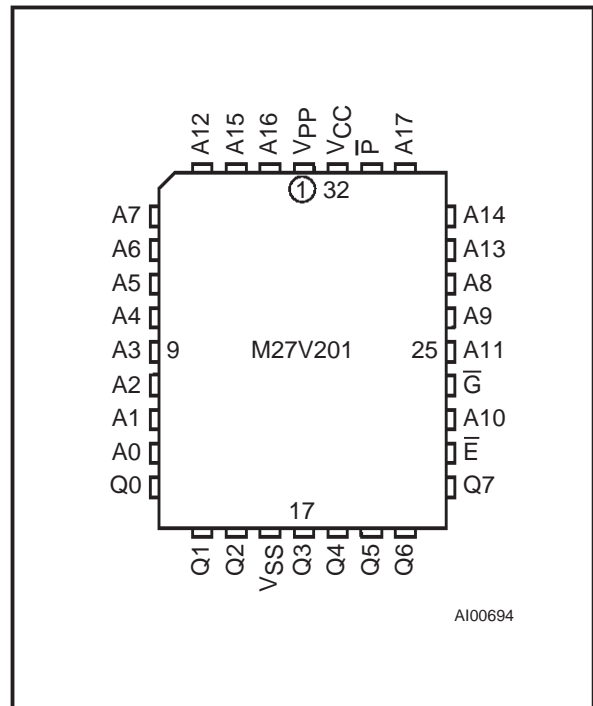 A12 A15 A16 VPP VCC P̅ A17
1 32
A7 A14
A6 A13
A5 A8
A4 A9
A3 9 M27V201 25 A11
A2 G̅
A1 A10
A0 E̅
Q0 Q7
17
Q1 Q2 VSS Q3 Q4 Q5 Q6
AI00694